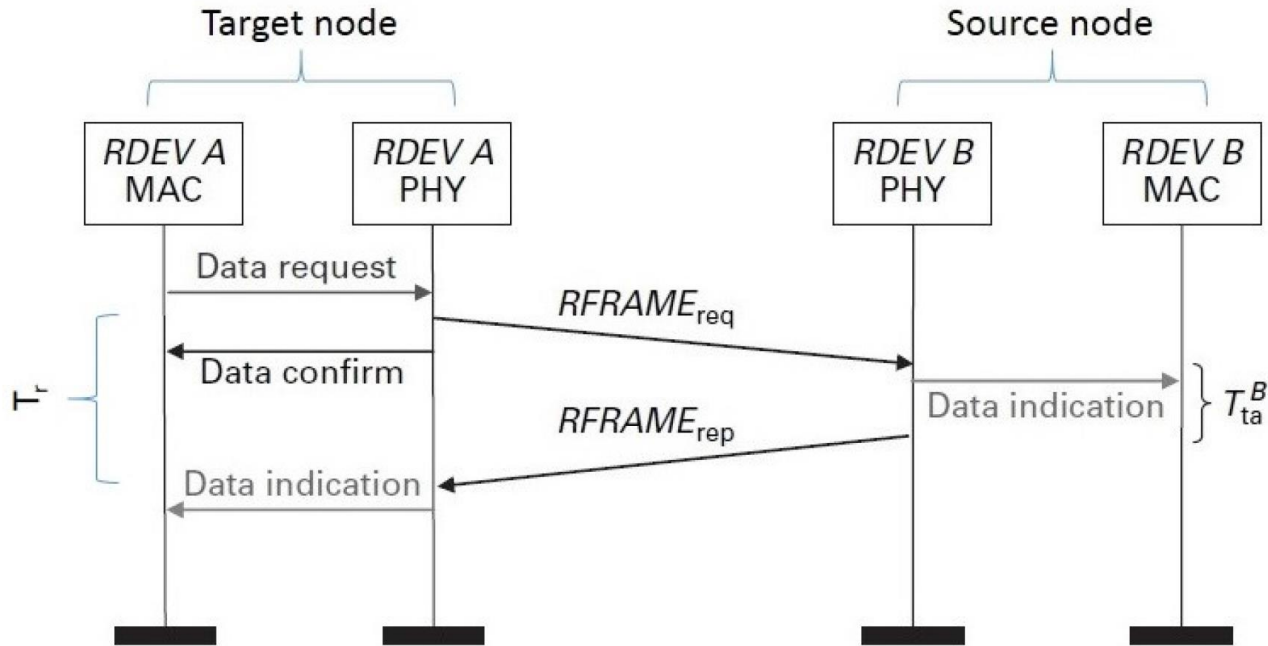 Target node
Source node
RDEV A
MAC
RDEV A
PHY
RDEV B
PHY
RDEV B
MAC
Data request
RFRAMEreq
Data confirm
Tr
Data indication
T B ta
RFRAMErep
Data indication